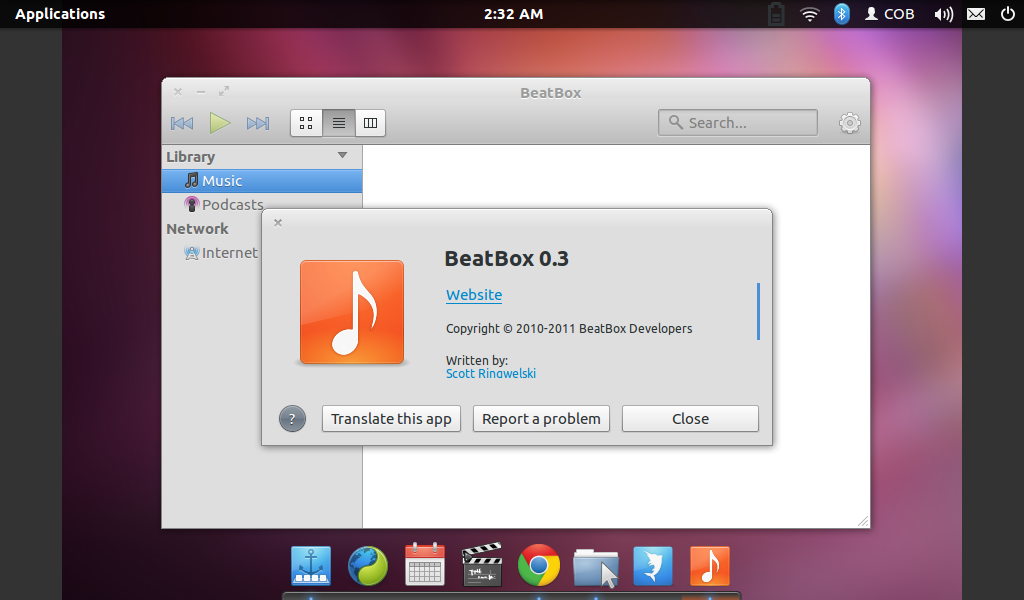 Applications
2:32 AM
COB
BeatBox
Search...
Library
Music
Podcasts
Network
Internet
BeatBox 0.3
Website
Copyright © 2010-2011 BeatBox Developers
Written by:
Scott Ringwelski
?
Translate this app
Report a problem
Close